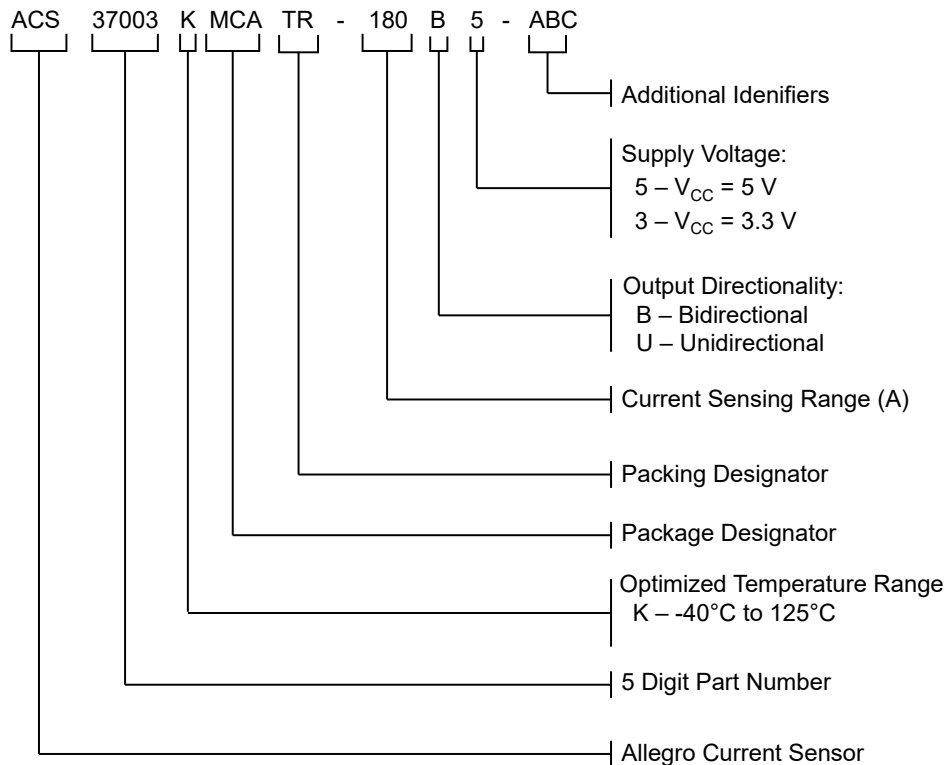 ACS 37003 K MCA TR - 180 B 5 - ABC
Additional Idenifiers
Supply Voltage:
5 – VCC = 5 V
3 – VCC = 3.3 V
Output Directionality:
B – Bidirectional
U – Unidirectional
Current Sensing Range (A)
Packing Designator
Package Designator
Optimized Temperature Range
K – -40°C to 125°C
5 Digit Part Number
Allegro Current Sensor